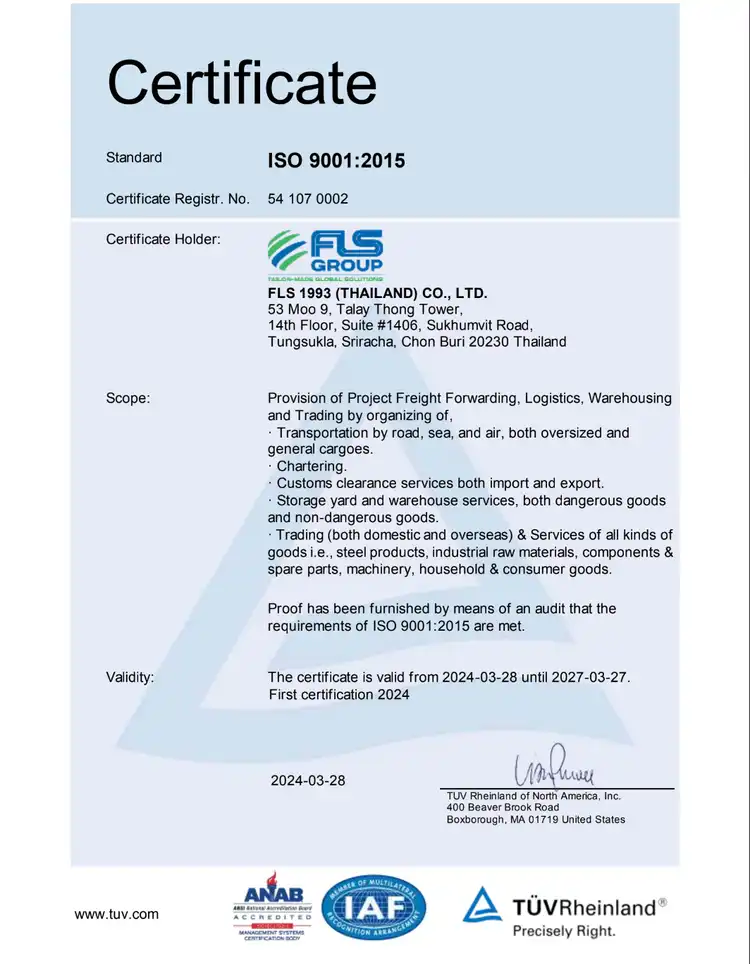 Certificate
Standard ISO 9001:2015
Certificate Registr. No. 54 107 0002
Certificate Holder:
FLS
GROUP
TAILOR-MADE GLOBAL SOLUTIONS
FLS 1993 (THAILAND) CO., LTD.
53 Moo 9, Talay Thong Tower,
14th Floor, Suite #1406, Sukhumvit Road,
Tungsukla, Sriracha, Chon Buri 20230 Thailand
Scope: Provision of Project Freight Forwarding, Logistics, Warehousing
and Trading by organizing of,
· Transportation by road, sea, and air, both oversized and
general cargoes.
· Chartering.
· Customs clearance services both import and export.
· Storage yard and warehouse services, both dangerous goods
and non-dangerous goods.
· Trading (both domestic and overseas) & Services of all kinds of
goods i.e., steel products, industrial raw materials, components &
spare parts, machinery, household & consumer goods.
Proof has been furnished by means of an audit that the
requirements of ISO 9001:2015 are met.
Validity: The certificate is valid from 2024-03-28 until 2027-03-27.
First certification 2024
2024-03-28
TÜV Rheinland of North America, Inc.
400 Beaver Brook Road
Boxborough, MA 01719 United States
www.tuv.com
ANAB
ANSI National Accreditation Board
ACCREDITED
MANAGEMENT SYSTEMS
CERTIFICATION BODY
MEMBER OF MULTILATERAL
IAF
RECOGNITION ARRANGEMENT
TÜVRheinland®
Precisely Right.